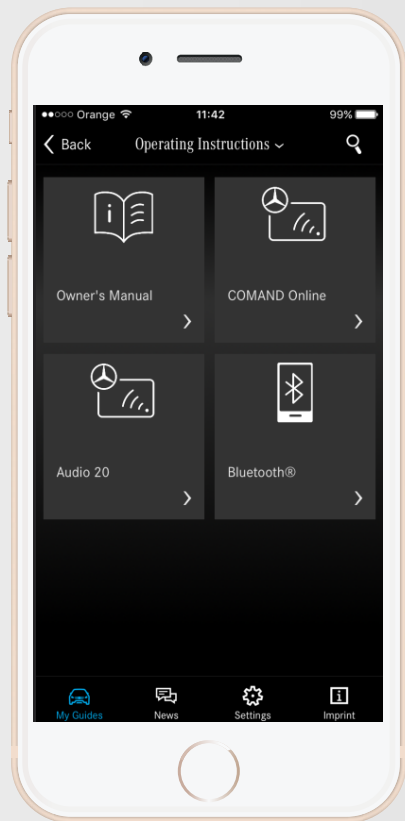 Orange 11:42 99%
Back Operating Instructions
i
Owner's Manual COMAND Online
Audio 20 Bluetooth®
i
My Guides News Settings Imprint